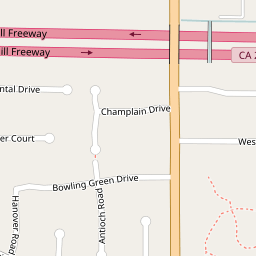 ill Freeway
ill Freeway
CA 2
ntal Drive
Champlain Drive
er Court
Wes
Bowling Green Drive
Hanover Road
Antioch Road